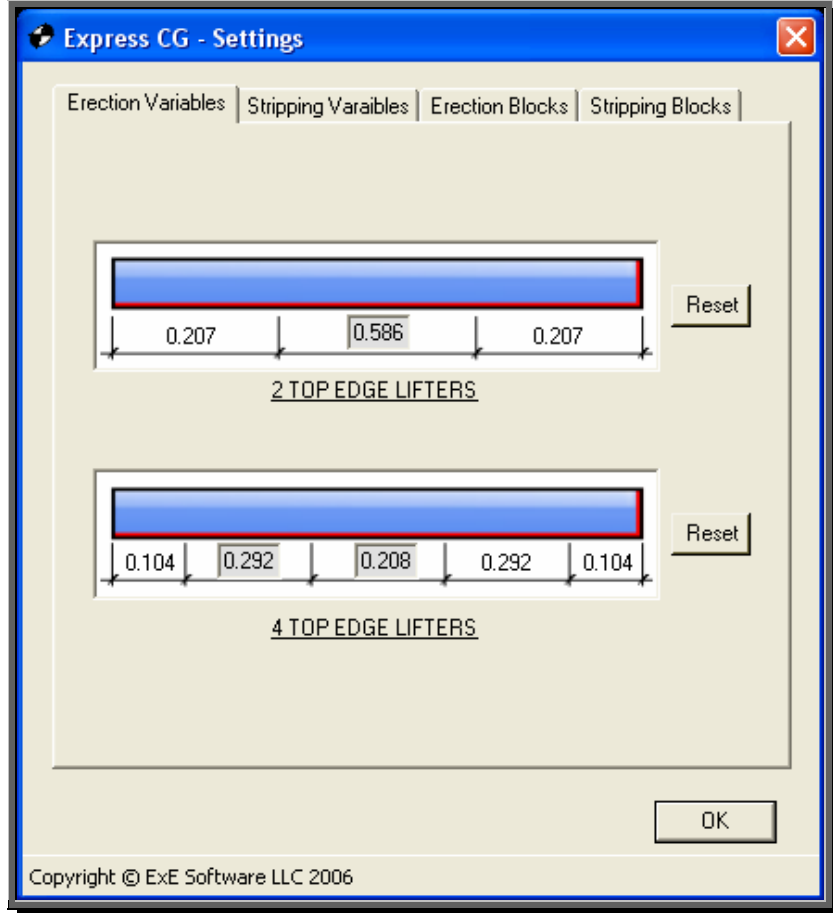 Express CG - Settings
Erection Variables Stripping Varaibles Erection Blocks Stripping Blocks
0.207 0.586 0.207
Reset
2 TOP EDGE LIFTERS
0.104 0.292 0.208 0.292 0.104
Reset
4 TOP EDGE LIFTERS
OK
Copyright © ExE Software LLC 2006